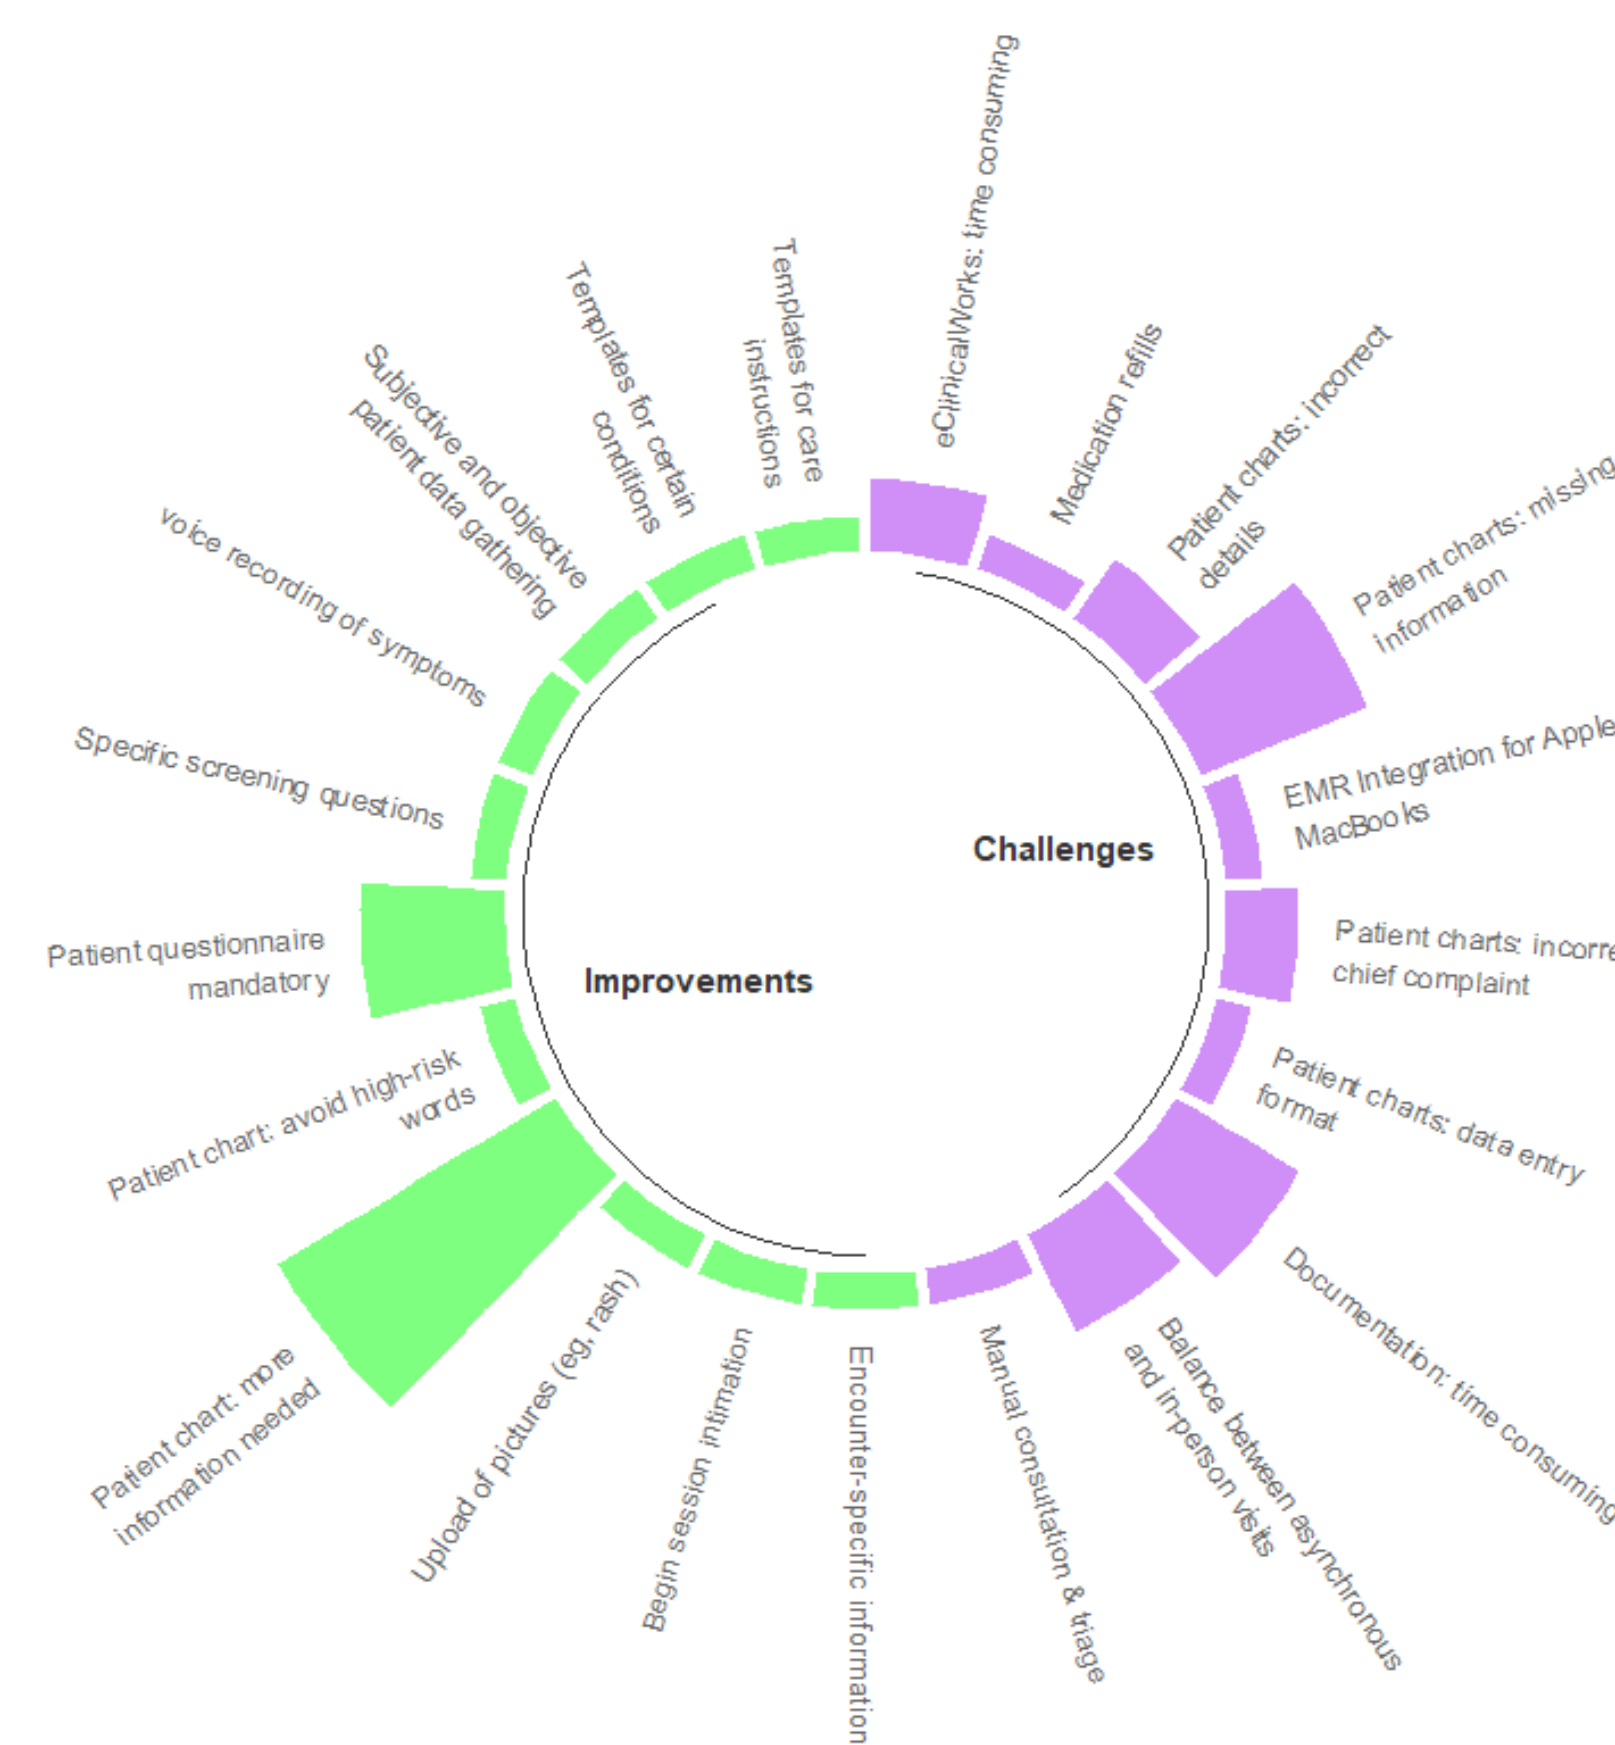 eClinicalWorks: time consuming
Medication refills
Patient charts: incorrect
details
Patient charts: missing
information
EMR Integration for Apple
MacBooks
Patient charts:
chief complaint
Patient charts: data entry
format
Documentation: time consuming
Balance between asynchronous
and in-person visits
Manual consultation & triage
Encounter-specific information
Begin session intimation
Upload of pictures (eg, rash)
Patient chart: more
information needed
Patient chart: avoid high-risk
words
Patient questionnaire
mandatory
Specific screening questions
voice recording of symptoms
Subjective and objective
patient data gathering
Templates for certain
conditions
Templates for care
instructions
Challenges
Improvements